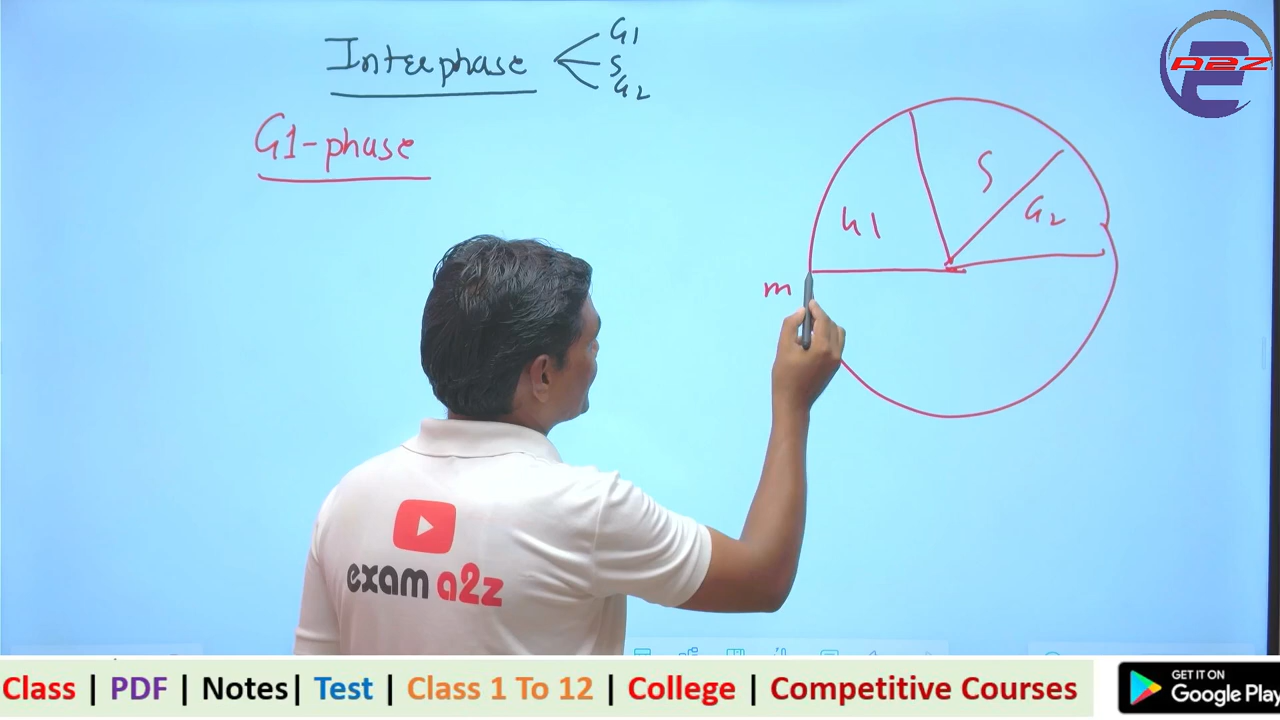 Interphase
G1
S
G2
G1-phase
G1
S
G2
m
A2Z
exam a2z
Class | PDF | Notes| Test | Class 1 To 12 | College | Competitive Courses
GET IT ON
Google Play